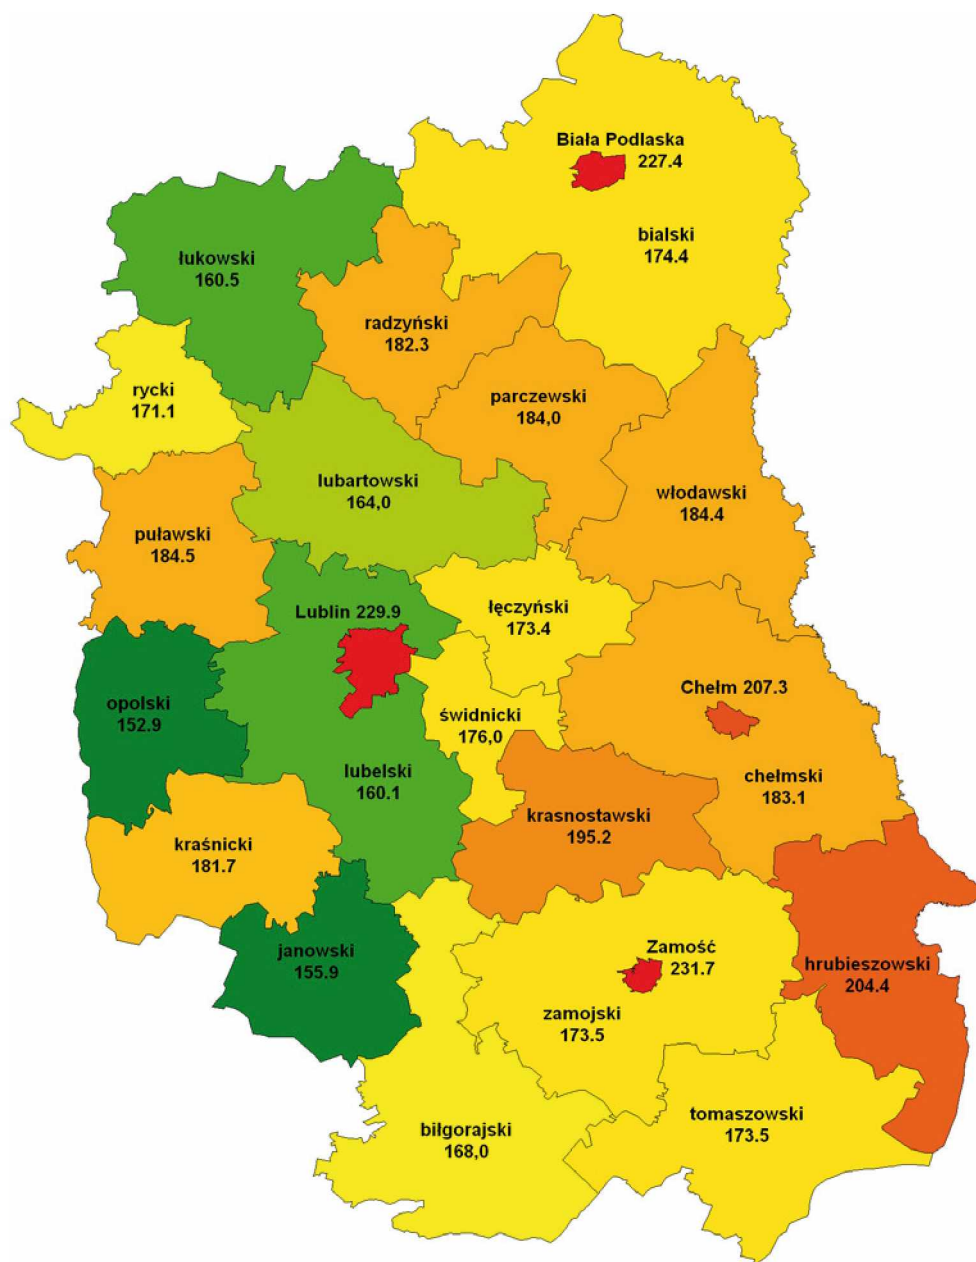 Biała Podlaska
227.4
bialski
174.4
łukowski
160.5
radzyński
182.3
rycki
171.1
parczewski
184,0
lubartowski
164,0
włodawski
184.4
puławski
184.5
Lublin 229.9
łęczyński
173.4
opolski
152.9
świdnicki
176,0
Chełm 207.3
lubelski
160.1
chełmski
183.1
kraśnicki
181.7
krasnostawski
195.2
janowski
155.9
Zamość
231.7
hrubieszowski
204.4
zamojski
173.5
biłgorajski
168,0
tomaszowski
173.5